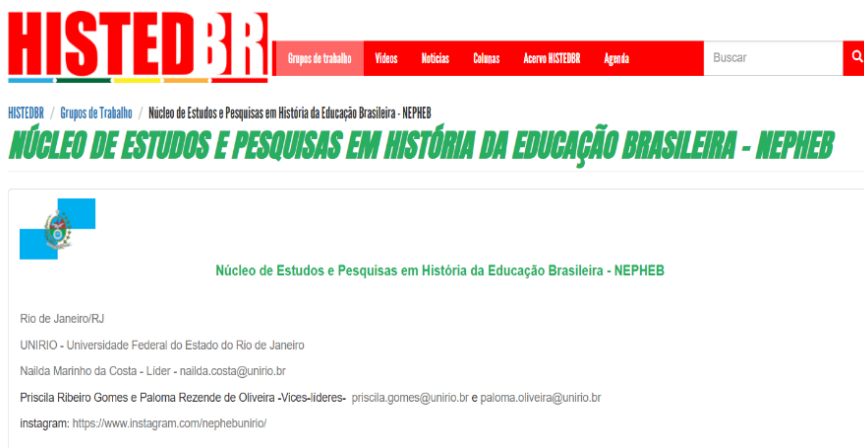 HISTEDBR
Grupos de trabalho Vídeos Notícias Colunas Acervo HISTEDBR Agenda Buscar
HISTEDBR / Grupos de Trabalho / Núcleo de Estudos e Pesquisas em História da Educação Brasileira - NEPHEB
NÚCLEO DE ESTUDOS E PESQUISAS EM HISTÓRIA DA EDUCAÇÃO BRASILEIRA - NEPHEB
Núcleo de Estudos e Pesquisas em História da Educação Brasileira - NEPHEB
Rio de Janeiro/RJ
UNIRIO - Universidade Federal do Estado do Rio de Janeiro
Nailda Marinho da Costa - Líder - nailda.costa@unirio.br
Priscila Ribeiro Gomes e Paloma Rezende de Oliveira -Vices-líderes- priscila.gomes@unirio.br e paloma.oliveira@unirio.br
instagram: https://www.instagram.com/nephebunirio/